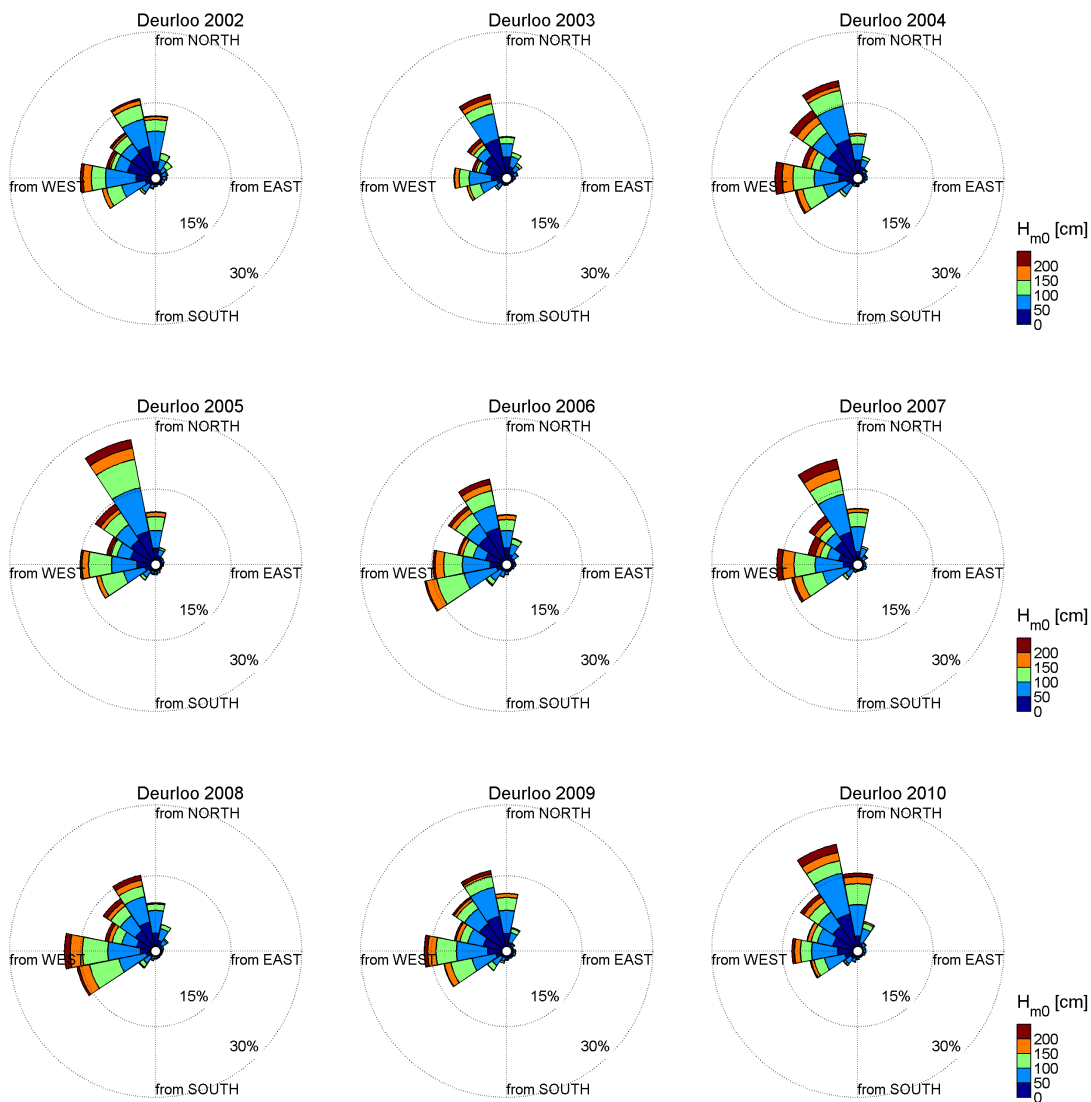 Deurloo 2002
from NORTH
from WEST
from EAST
15%
30%
from SOUTH
Deurloo 2003
from NORTH
from WEST
from EAST
15%
30%
from SOUTH
Deurloo 2004
from NORTH
from WEST
from EAST
15%
30%
from SOUTH
Hm0 [cm]
200
150
100
50
0
Deurloo 2005
from NORTH
from WEST
from EAST
15%
30%
from SOUTH
Deurloo 2006
from NORTH
from WEST
from EAST
15%
30%
from SOUTH
Deurloo 2007
from NORTH
from WEST
from EAST
15%
30%
from SOUTH
Hm0 [cm]
200
150
100
50
0
Deurloo 2008
from NORTH
from WEST
from EAST
15%
30%
from SOUTH
Deurloo 2009
from NORTH
from WEST
from EAST
15%
30%
from SOUTH
Deurloo 2010
from NORTH
from WEST
from EAST
15%
30%
from SOUTH
Hm0 [cm]
200
150
100
50
0